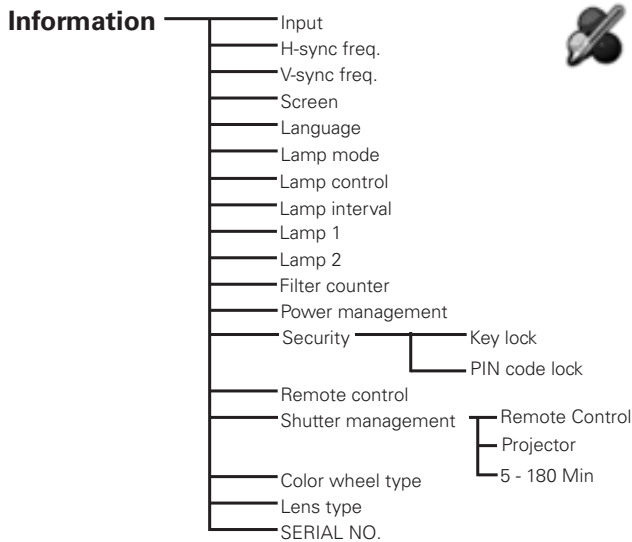 Information
Input
H-sync freq.
V-sync freq.
Screen
Language
Lamp mode
Lamp control
Lamp interval
Lamp 1
Lamp 2
Filter counter
Power management
Security
Key lock
PIN code lock
Remote control
Shutter management
Remote Control
Projector
5 - 180 Min
Color wheel type
Lens type
SERIAL NO.